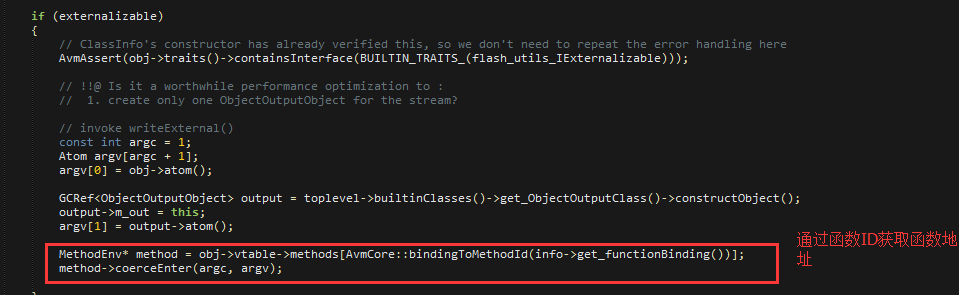 if (externalizable)
{
// ClassInfo's constructor has already verified this, so we don't need to repeat the error handling here
AvmAssert(obj->traits()->containsInterface(BUILTIN_TRAITS_(flash_utils_IExternalizable)));
// !!@ Is it a worthwhile performance optimization to :
//  1. create only one ObjectOutputObject for the stream?
// invoke writeExternal()
const int argc = 1;
Atom argv[argc + 1];
argv[0] = obj->atom();
GCRef<ObjectOutputObject> output = toplevel->builtinClasses()->get_ObjectOutputClass()->constructObject();
output->m_out = this;
argv[1] = output->atom();
MethodEnv* method = obj->vtable->methods[AvmCore::bindingToMethodId(info->get_functionBinding())];
method->coerceEnter(argc, argv);
通过函数ID获取函数地
址